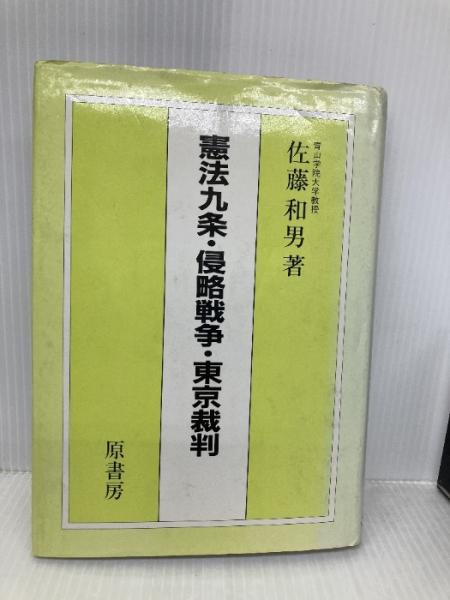 青山学院大学教授
佐藤和男著
憲法九条・侵略戦争・東京裁判
原書房